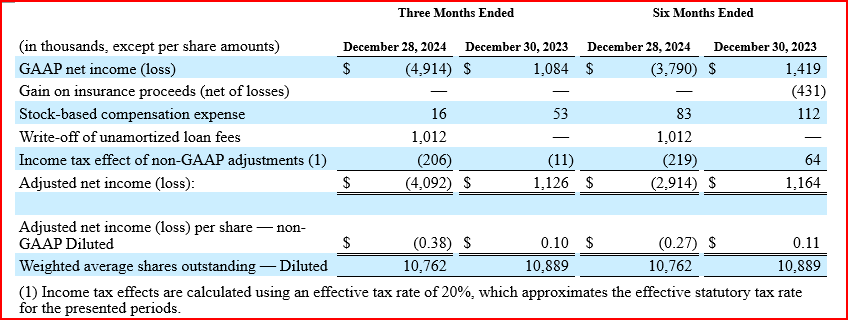 Three Months Ended Six Months Ended
(in thousands, except per share amounts) December 28, 2024 December 30, 2023 December 28, 2024 December 30, 2023
GAAP net income (loss) $ (4,914) $ 1,084 $ (3,790) $ 1,419
Gain on insurance proceeds (net of losses) — — — (431)
Stock-based compensation expense 16 53 83 112
Write-off of unamortized loan fees 1,012 — 1,012 —
Income tax effect of non-GAAP adjustments (1) (206) (11) (219) 64
Adjusted net income (loss): $ (4,092) $ 1,126 $ (2,914) $ 1,164
Adjusted net income (loss) per share — non-
GAAP Diluted $ (0.38) $ 0.10 $ (0.27) $ 0.11
Weighted average shares outstanding — Diluted 10,762 10,889 10,762 10,889
(1) Income tax effects are calculated using an effective tax rate of 20%, which approximates the effective statutory tax rate
for the presented periods.